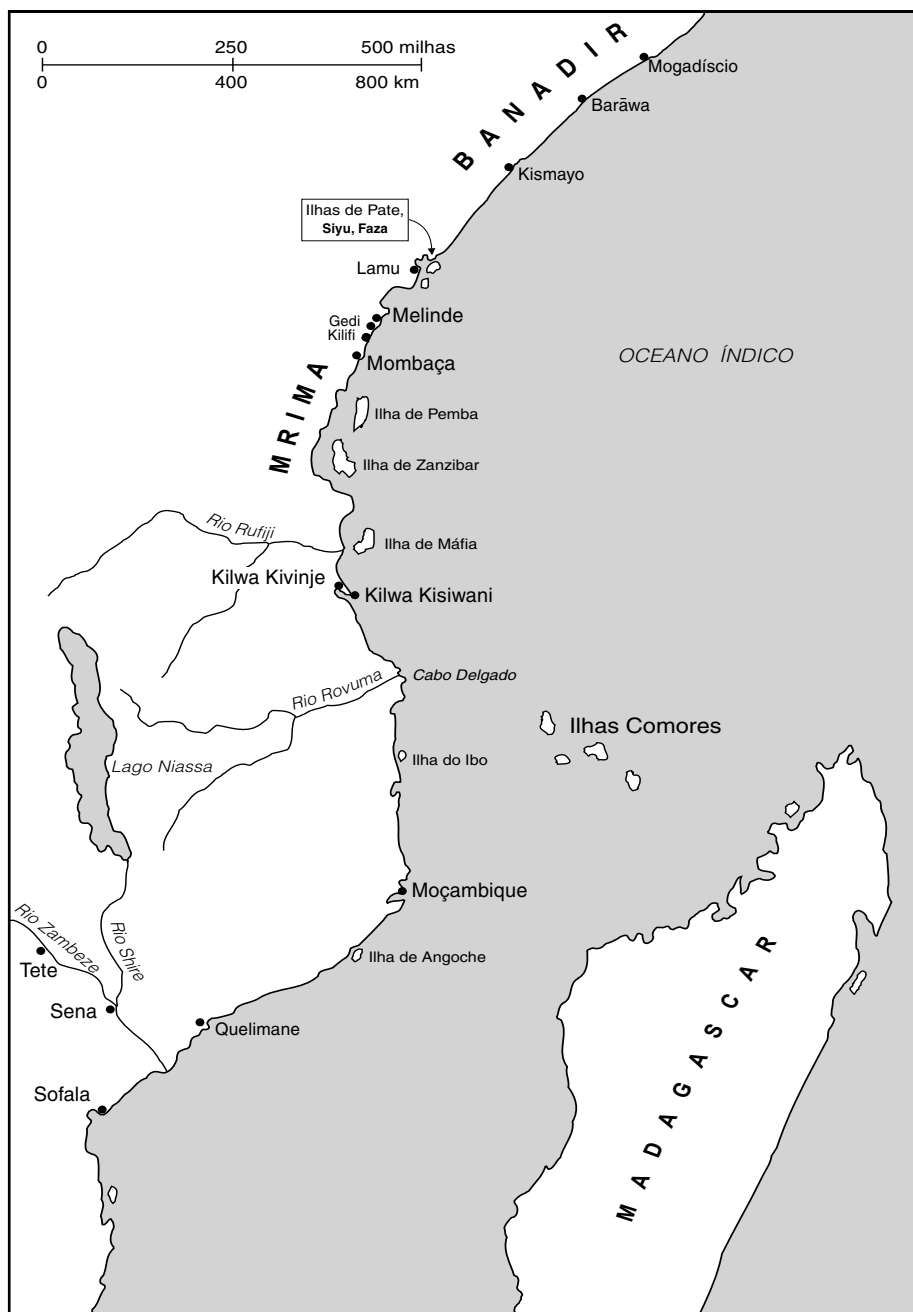 0 250 500 milhas
0 400 800 km
BANADIR
Mogadíscio
Barāwa
Kismayo
Ilhas de Pate,
Siyu, Faza
Lamu
Melinde
Gedi
Kilifi
Mombaça
OCEANO ÍNDICO
MRIMA
Ilha de Pemba
Ilha de Zanzibar
Rio Rufiji
Ilha de Máfia
Kilwa Kivinje
Kilwa Kisiwani
Cabo Delgado
Rio Rovuma
Ilhas Comores
Ilha do Ibo
Lago Niassa
Moçambique
Rio Zambeze
Rio Shire
Ilha de Angoche
Tete
Sena
Quelimane
Sofala
MADAGASCAR